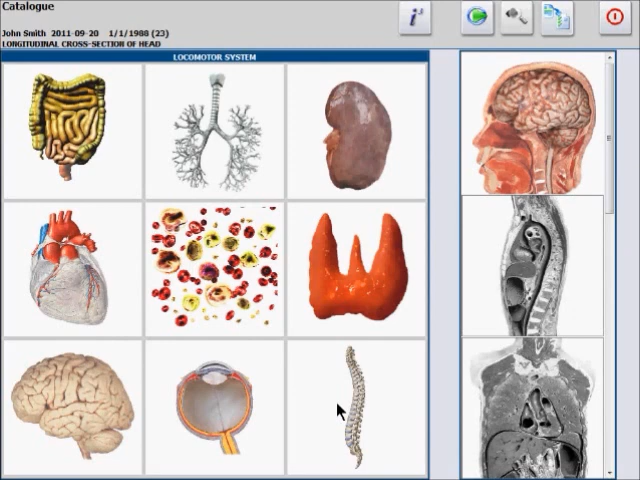 Catalogue
John Smith 2011-09-20 1/1/1988 (23)
LONGITUDINAL CROSS-SECTION OF HEAD
LOCOMOTOR SYSTEM